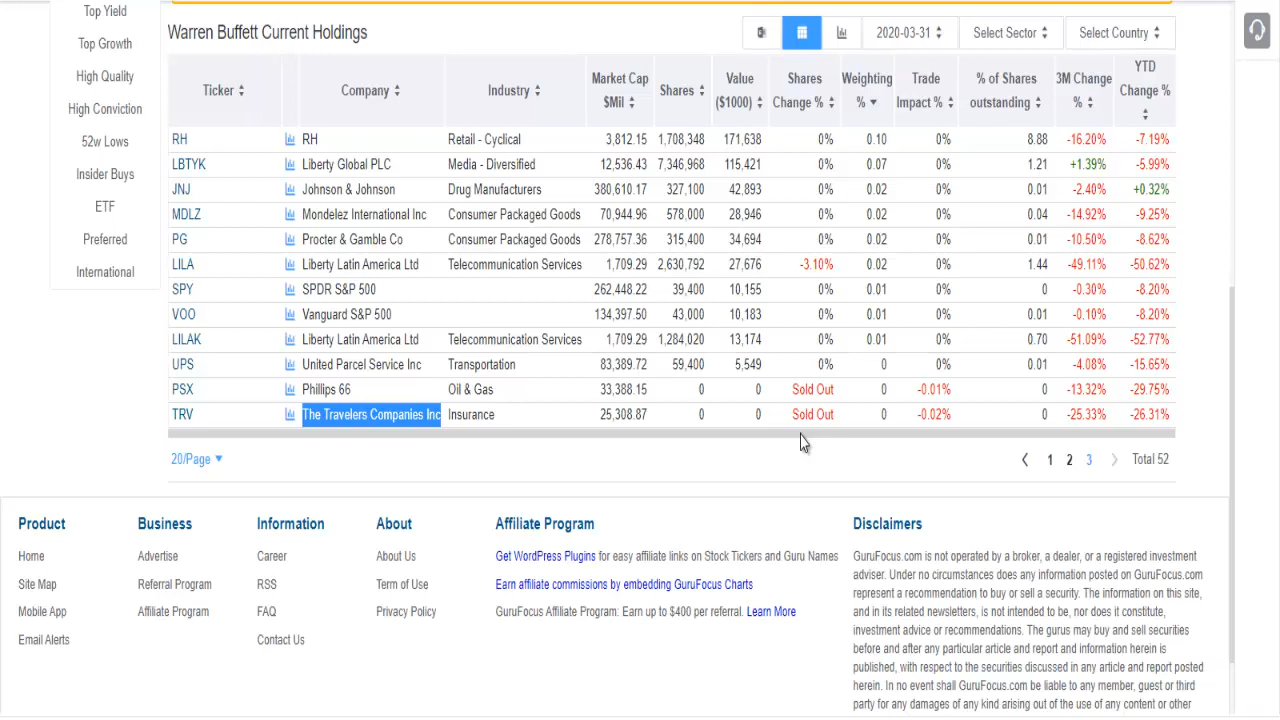 Top Yield
Top Growth
High Quality
High Conviction
52w Lows
Insider Buys
ETF
Preferred
International
Warren Buffett Current Holdings
2020-03-31 Select Sector Select Country
Ticker Company Industry Market Cap $Mil Shares Value ($1000) Shares Change % Weighting % Trade Impact % % of Shares outstanding 3M Change % YTD Change %
RH RH Retail - Cyclical 3,812.15 1,708,348 171,638 0% 0.10 0% 8.88 -16.20% -7.19%
LBTYK Liberty Global PLC Media - Diversified 12,536.43 7,346,968 115,421 0% 0.07 0% 1.21 +1.39% -5.99%
JNJ Johnson & Johnson Drug Manufacturers 380,610.17 327,100 42,893 0% 0.02 0% 0.01 -2.40% +0.32%
MDLZ Mondelez International Inc Consumer Packaged Goods 70,944.96 578,000 28,946 0% 0.02 0% 0.04 -14.92% -9.25%
PG Procter & Gamble Co Consumer Packaged Goods 278,757.36 315,400 34,694 0% 0.02 0% 0.01 -10.50% -8.62%
LILA Liberty Latin America Ltd Telecommunication Services 1,709.29 2,630,792 27,676 -3.10% 0.02 0% 1.44 -49.11% -50.62%
SPY SPDR S&P 500 262,448.22 39,400 10,155 0% 0.01 0% 0 -0.30% -8.20%
VOO Vanguard S&P 500 134,397.50 43,000 10,183 0% 0.01 0% 0 -0.10% -8.20%
LILAK Liberty Latin America Ltd Telecommunication Services 1,709.29 1,284,020 13,174 0% 0.01 0% 0.70 -51.09% -52.77%
UPS United Parcel Service Inc Transportation 83,389.72 59,400 5,549 0% 0 0% 0.01 -4.08% -15.65%
PSX Phillips 66 Oil & Gas 33,388.15 0 0 Sold Out 0 -0.01% 0 -13.32% -29.75%
TRV The Travelers Companies Inc Insurance 25,308.87 0 0 Sold Out 0 -0.02% 0 -25.33% -26.31%
20/Page 1 2 3 Total 52
Product
Home
Site Map
Mobile App
Email Alerts
Business
Advertise
Referral Program
Affiliate Program
Information
Career
RSS
FAQ
Contact Us
About
About Us
Term of Use
Privacy Policy
Affiliate Program
Get WordPress Plugins for easy affiliate links on Stock Tickers and Guru Names
Earn affiliate commissions by embedding GuruFocus Charts
GuruFocus Affiliate Program: Earn up to $400 per referral. Learn More
Disclaimers
GuruFocus.com is not operated by a broker, a dealer, or a registered investment
adviser. Under no circumstances does any information posted on GuruFocus.com
represent a recommendation to buy or sell a security. The information on this site,
and in its related newsletters, is not intended to be, nor does it constitute,
investment advice or recommendations. The gurus may buy and sell securities
before and after any particular article and report and information herein is
published, with respect to the securities discussed in any article and report posted
herein. In no event shall GuruFocus.com be liable to any member, guest or third
party for any damages of any kind arising out of the use of any content or other